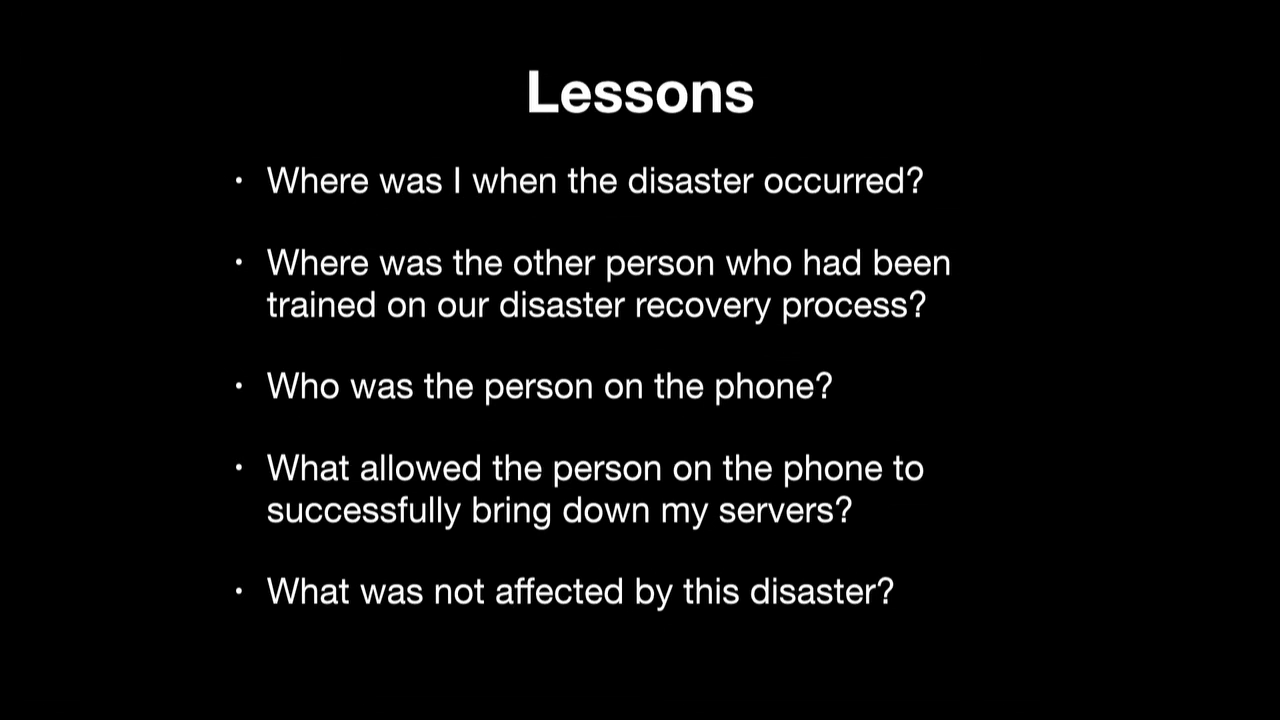 Lessons
• Where was I when the disaster occurred?
• Where was the other person who had been
trained on our disaster recovery process?
• Who was the person on the phone?
• What allowed the person on the phone to
successfully bring down my servers?
• What was not affected by this disaster?